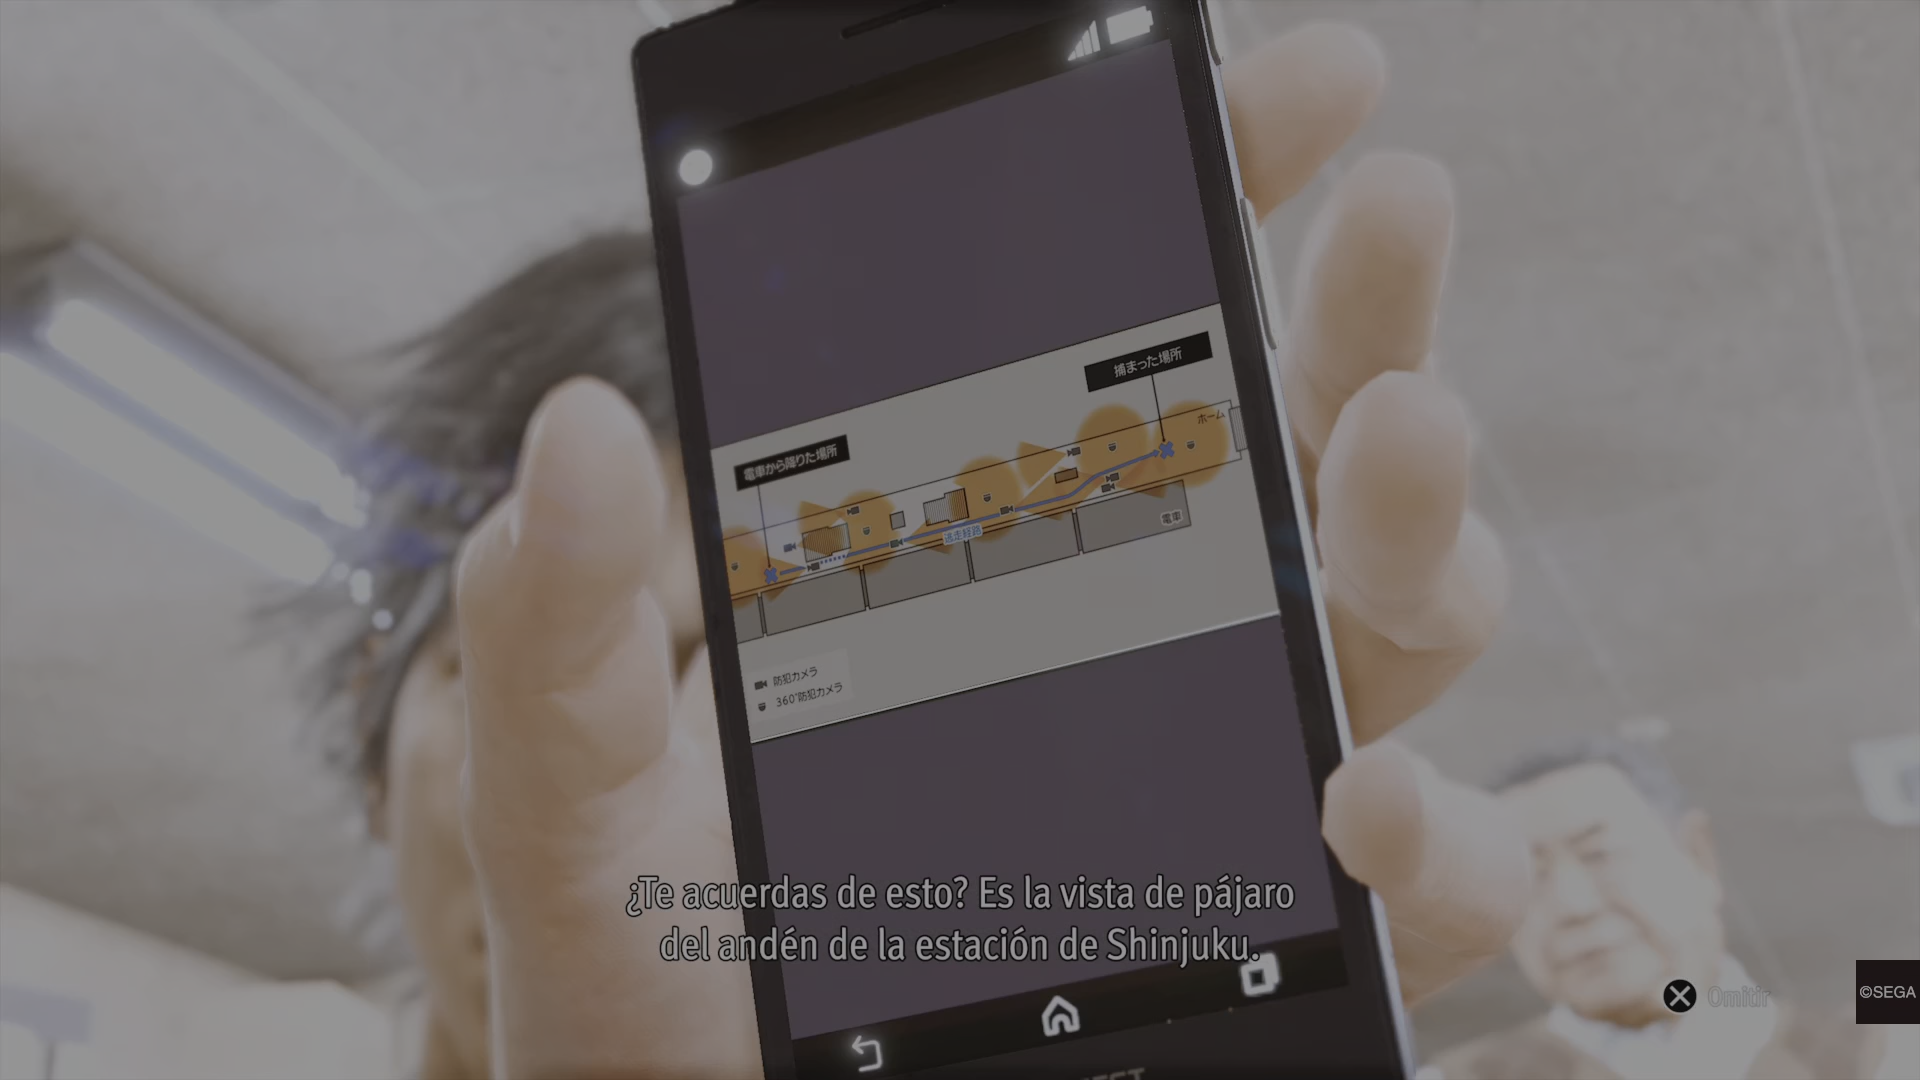 捕まった場所
ホーム
電車から降りた場所
逃走経路
電車
防犯カメラ
360°防犯カメラ
¿Te acuerdas de esto? Es la vista de pájaro
del andén de la estación de Shinjuku.
Omitir
©SEGA